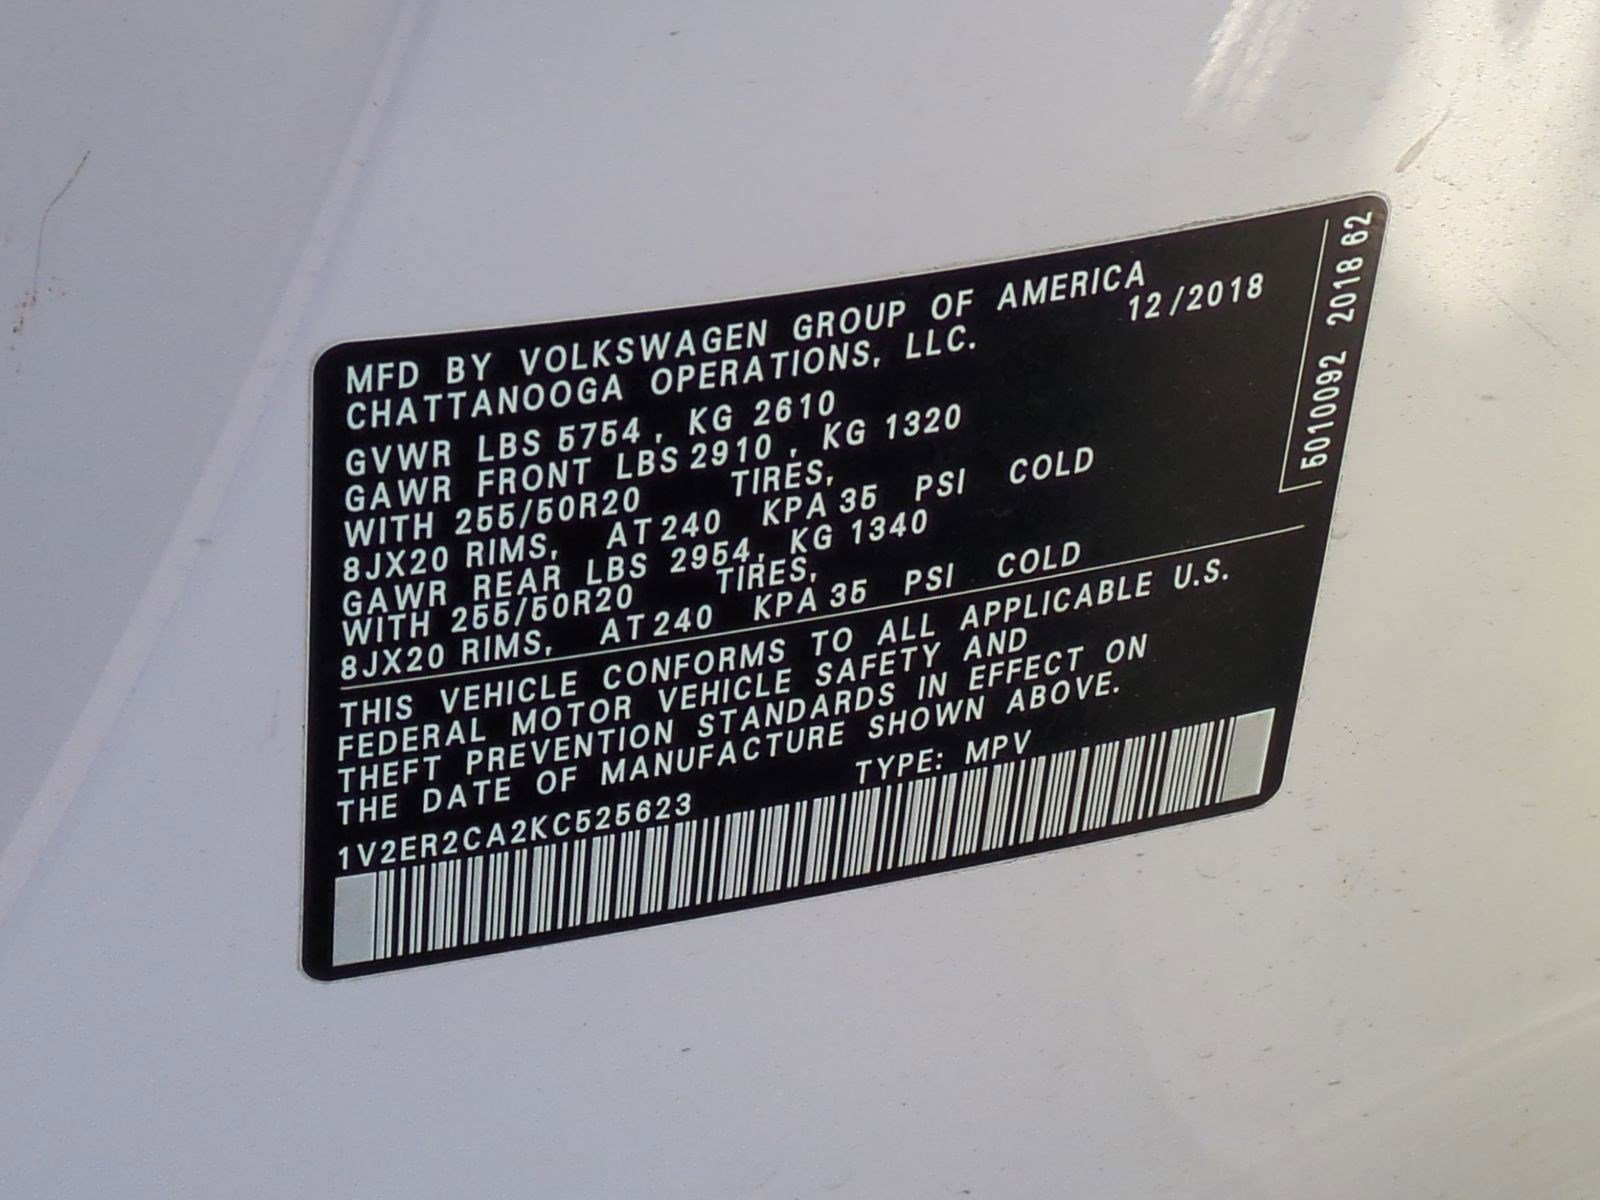 MFD BY VOLKSWAGEN GROUP OF AMERICA
CHATTANOOGA OPERATIONS, LLC. 12/2018
GVWR LBS 5754, KG 2610
GAWR FRONT LBS 2910, KG 1320
WITH 255/50R20 TIRES,
8JX20 RIMS, AT 240 KPA 35 PSI COLD
GAWR REAR LBS 2954, KG 1340
WITH 255/50R20 TIRES,
8JX20 RIMS, AT 240 KPA 35 PSI COLD
THIS VEHICLE CONFORMS TO ALL APPLICABLE U.S.
FEDERAL MOTOR VEHICLE SAFETY AND
THEFT PREVENTION STANDARDS IN EFFECT ON
THE DATE OF MANUFACTURE SHOWN ABOVE.
1V2ER2CA2KC525623 TYPE: MPV
5010092 2018 62